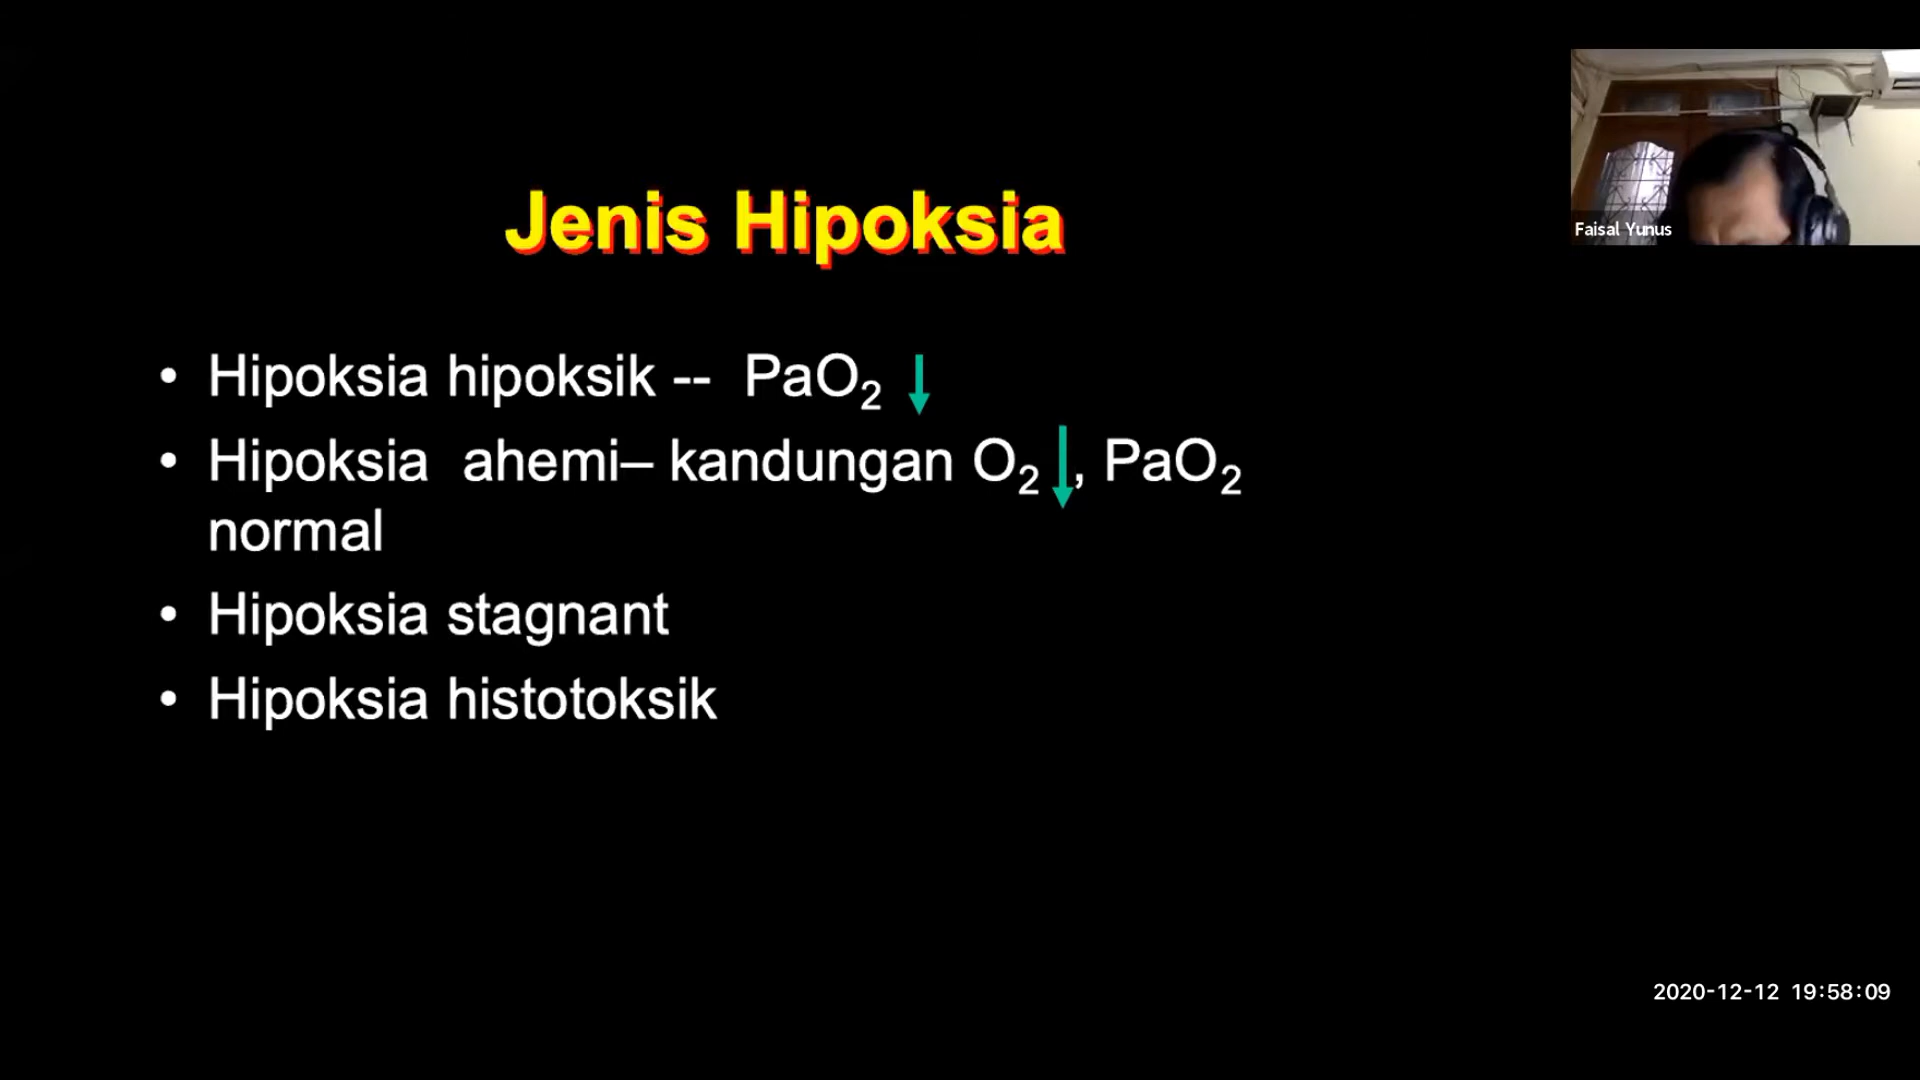 Jenis Hipoksia
Faisal Yunus
• Hipoksia hipoksik -- PaO₂ ↓
• Hipoksia ahemi– kandungan O₂ ↓, PaO₂
normal
• Hipoksia stagnant
• Hipoksia histotoksik
2020-12-12 19:58:09